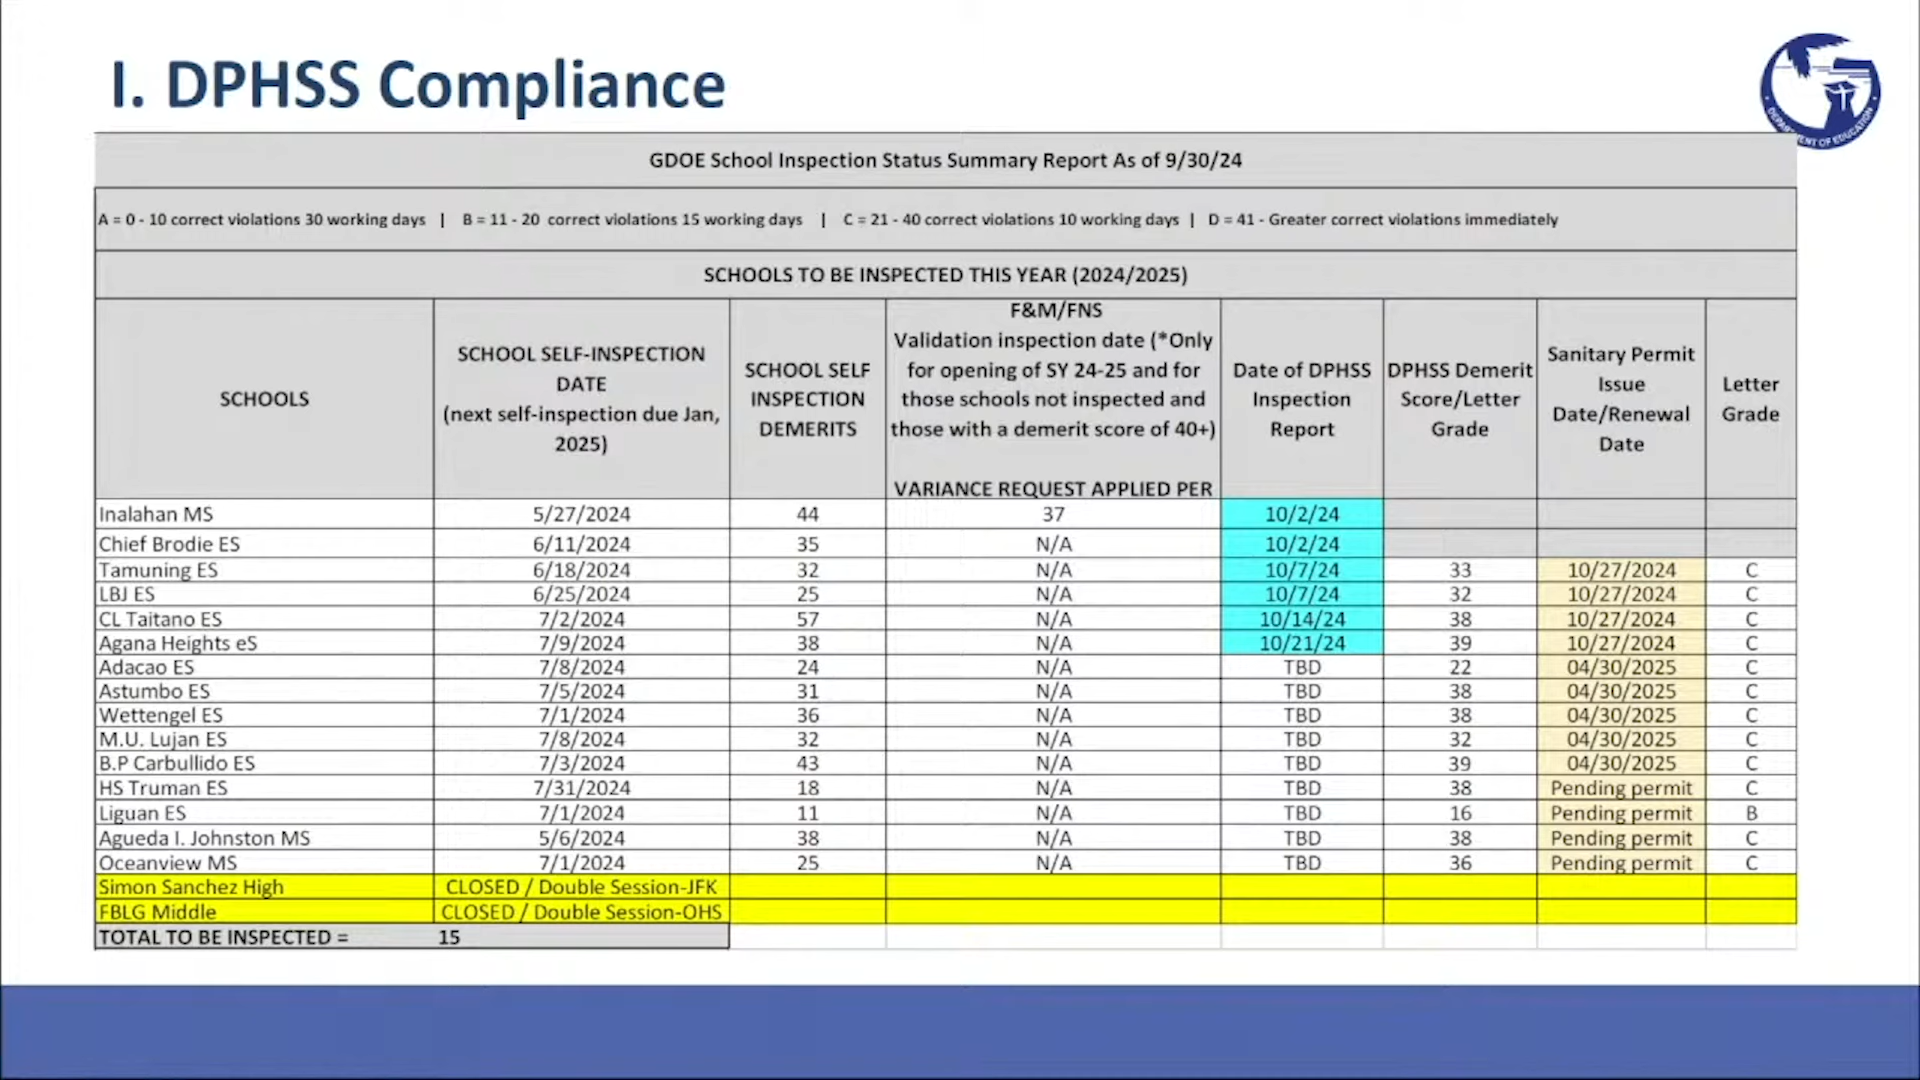 I. DPHSS Compliance
DEPARTMENT OF EDUCATION
GDOE School Inspection Status Summary Report As of 9/30/24
A = 0 - 10 correct violations 30 working days | B = 11 - 20 correct violations 15 working days | C = 21 - 40 correct violations 10 working days | D = 41 - Greater correct violations immediately
SCHOOLS TO BE INSPECTED THIS YEAR (2024/2025)
SCHOOLS
SCHOOL SELF-INSPECTION
DATE
(next self-inspection due Jan,
2025)
SCHOOL SELF
INSPECTION
DEMERITS
F&M/FNS
Validation inspection date (*Only
for opening of SY 24-25 and for
those schools not inspected and
those with a demerit score of 40+)
VARIANCE REQUEST APPLIED PER
Date of DPHSS
Inspection
Report
DPHSS Demerit
Score/Letter
Grade
Sanitary Permit
Issue
Date/Renewal
Date
Letter
Grade
Inalahan MS 5/27/2024 44 37 10/2/24
Chief Brodie ES 6/11/2024 35 N/A 10/2/24
Tamuning ES 6/18/2024 32 N/A 10/7/24 33 10/27/2024 C
LBJ ES 6/25/2024 25 N/A 10/7/24 32 10/27/2024 C
CL Taitano ES 7/2/2024 57 N/A 10/14/24 38 10/27/2024 C
Agana Heights eS 7/9/2024 38 N/A 10/21/24 39 10/27/2024 C
Adacao ES 7/8/2024 24 N/A TBD 22 04/30/2025 C
Astumbo ES 7/5/2024 31 N/A TBD 38 04/30/2025 C
Wettengel ES 7/1/2024 36 N/A TBD 38 04/30/2025 C
M.U. Lujan ES 7/8/2024 32 N/A TBD 32 04/30/2025 C
B.P Carbullido ES 7/3/2024 43 N/A TBD 39 04/30/2025 C
HS Truman ES 7/31/2024 18 N/A TBD 38 Pending permit C
Liguan ES 7/1/2024 11 N/A TBD 16 Pending permit B
Agueda I. Johnston MS 5/6/2024 38 N/A TBD 38 Pending permit C
Oceanview MS 7/1/2024 25 N/A TBD 36 Pending permit C
Simon Sanchez High CLOSED / Double Session-JFK
FBLG Middle CLOSED / Double Session-OHS
TOTAL TO BE INSPECTED = 15